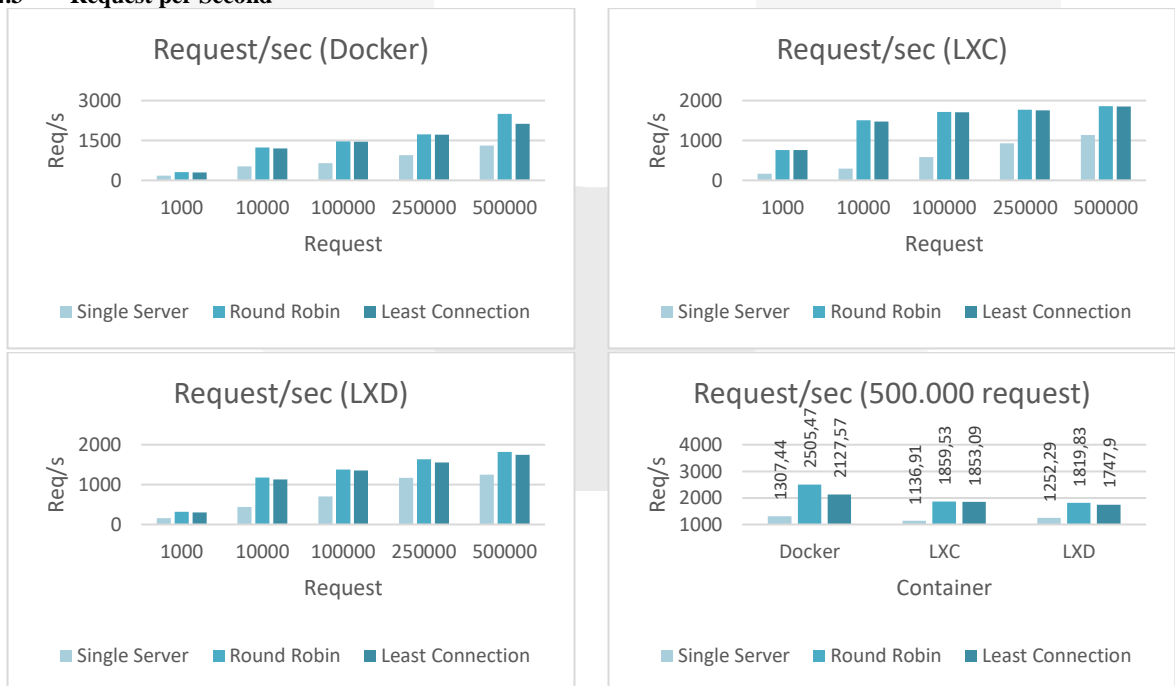 Request per Second
Request/sec (Docker)
3000
1500
0
Req/s
1000 10000 100000 250000 500000
Request
Single Server Round Robin Least Connection
Request/sec (LXC)
2000
1000
0
Req/s
1000 10000 100000 250000 500000
Request
Single Server Round Robin Least Connection
Request/sec (LXD)
2000
1000
0
Req/s
1000 10000 100000 250000 500000
Request
Single Server Round Robin Least Connection
Request/sec (500.000 request)
4000
3000
2000
1000
Req/s
1307,44
2505,47
2127,57
1136,91
1859,53
1853,09
1252,29
1819,83
1747,9
Docker LXC LXD
Container
Single Server Round Robin Least Connection